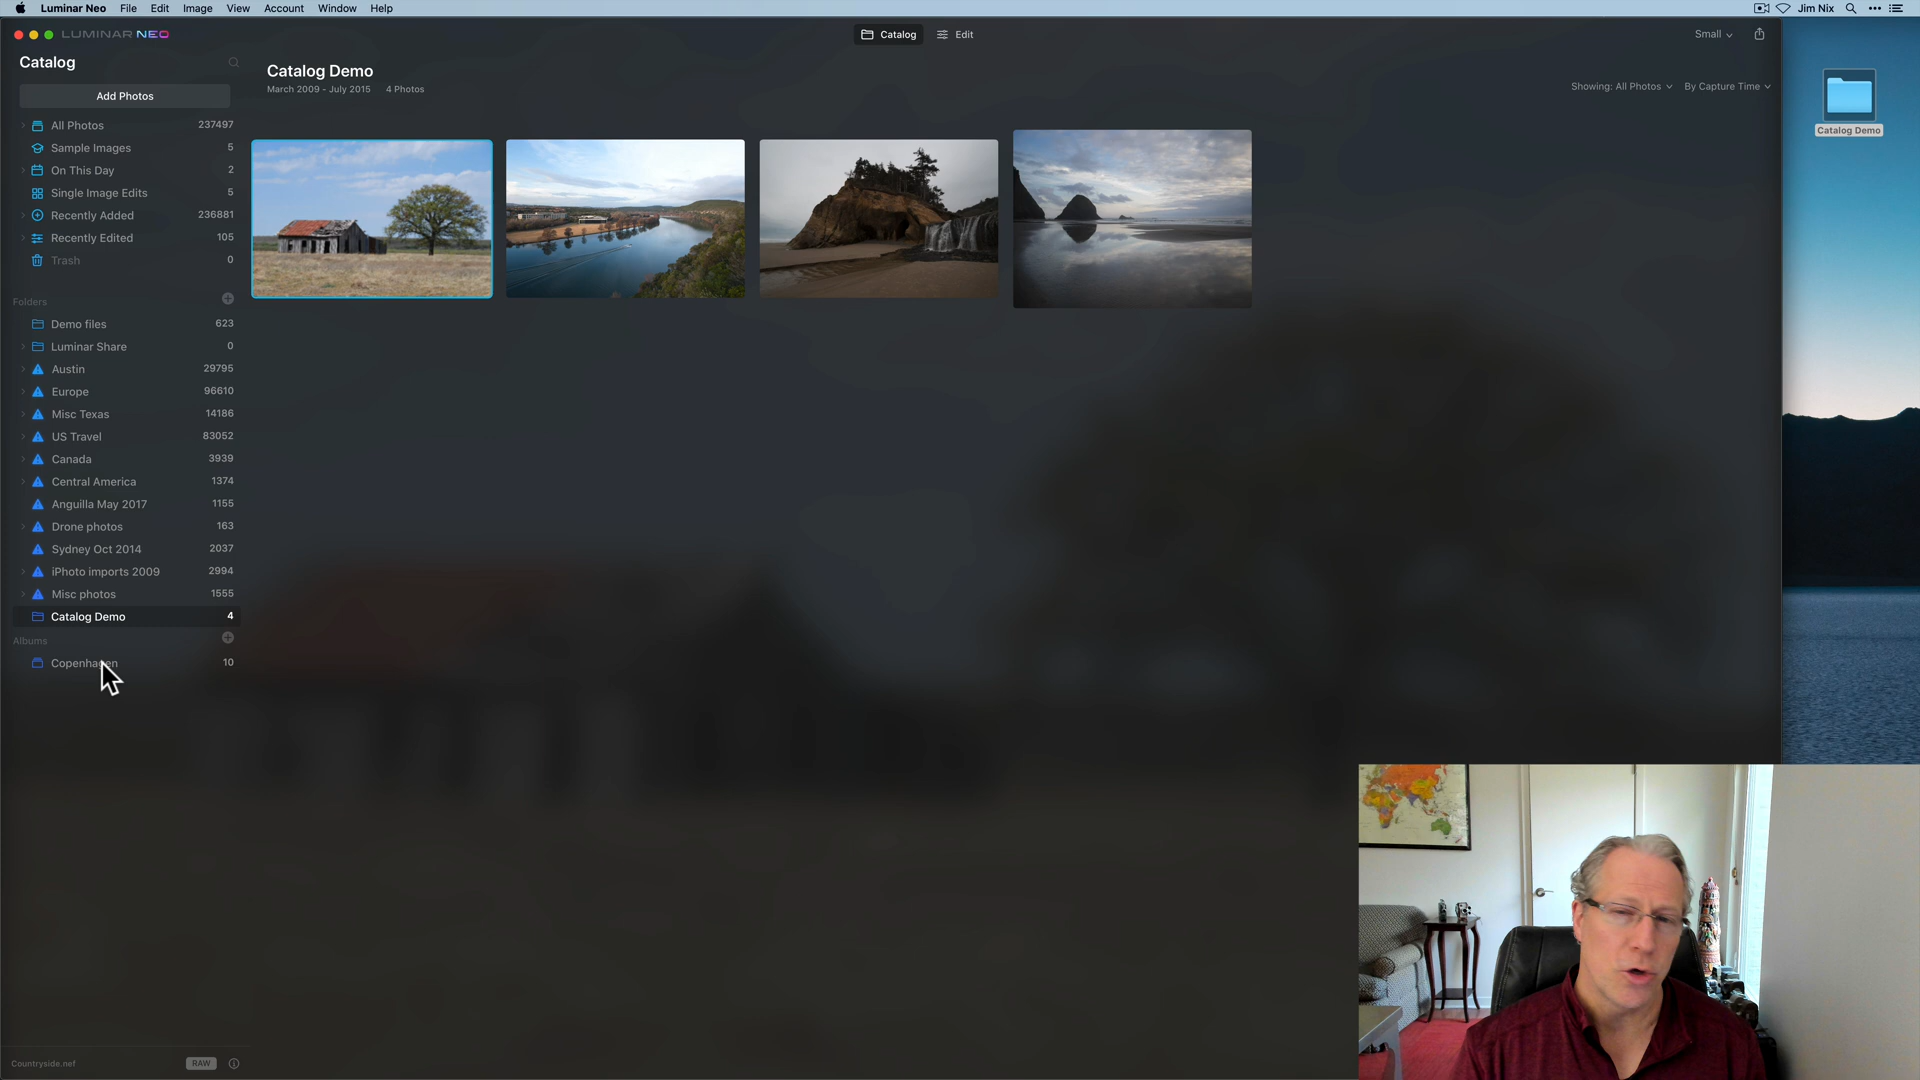 Luminar Neo File Edit Image View Account Window Help Jim Nix
LUMINAR NEO Catalog Edit Small
Catalog
Add Photos
All Photos 237497
Sample Images 5
On This Day 2
Single Image Edits 5
Recently Added 236881
Recently Edited 105
Trash 0
Folders
Demo files 623
Luminar Share 0
Austin 29795
Europe 96610
Misc Texas 14186
US Travel 83052
Canada 3939
Central America 1374
Anguilla May 2017 1155
Drone photos 163
Sydney Oct 2014 2037
iPhoto imports 2009 2994
Misc photos 1555
Catalog Demo 4
Albums
Copenhagen 10
Countryside.nef RAW
Catalog Demo
March 2009 - July 2015 4 Photos
Showing: All Photos By Capture Time
Catalog Demo